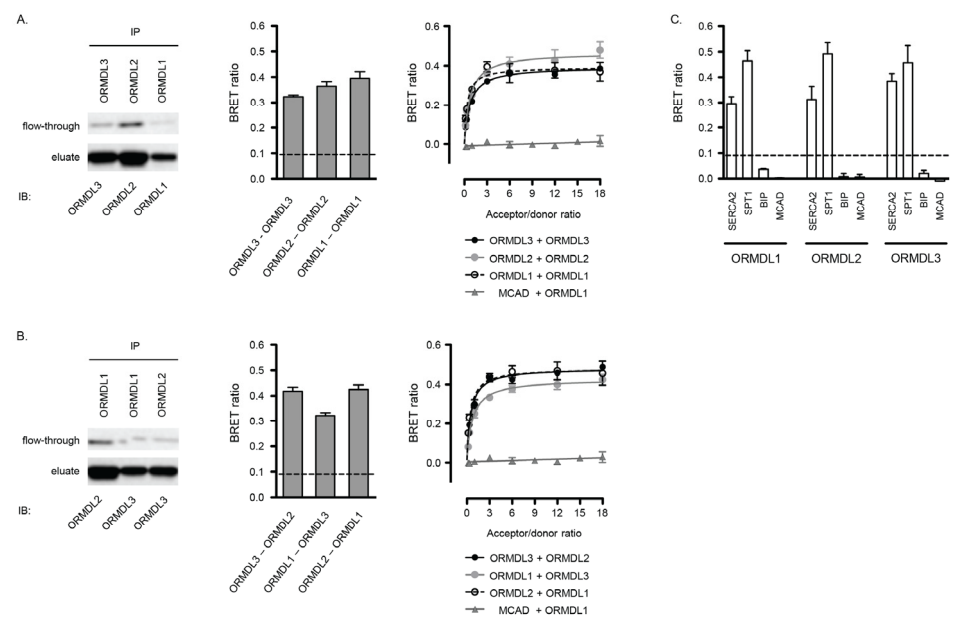 A.
IP
ORMDL3
ORMDL2
ORMDL1
flow-through
eluate
IB:
ORMDL3
ORMDL2
ORMDL1
BRET ratio
0.6
0.5
0.4
0.3
0.2
0.1
0.0
ORMDL3 - ORMDL3
ORMDL2 – ORMDL2
ORMDL1 – ORMDL1
BRET ratio
0.6
0.4
0.2
0.0
0 3 6 9 12 15 18
Acceptor/donor ratio
ORMDL3 + ORMDL3
ORMDL2 + ORMDL2
ORMDL1 + ORMDL1
MCAD + ORMDL1
C.
BRET ratio
0.6
0.5
0.4
0.3
0.2
0.1
0.0
SERCA2
SPT1
BIP
MCAD
SERCA2
SPT1
BIP
MCAD
SERCA2
SPT1
BIP
MCAD
ORMDL1 ORMDL2 ORMDL3
B.
IP
ORMDL1
ORMDL1
ORMDL2
flow-through
eluate
IB:
ORMDL2
ORMDL3
ORMDL3
BRET ratio
0.6
0.5
0.4
0.3
0.2
0.1
0.0
ORMDL3 – ORMDL2
ORMDL1 – ORMDL3
ORMDL2 – ORMDL1
BRET ratio
0.6
0.4
0.2
0.0
0 3 6 9 12 15 18
Acceptor/donor ratio
ORMDL3 + ORMDL2
ORMDL1 + ORMDL3
ORMDL2 + ORMDL1
MCAD + ORMDL1